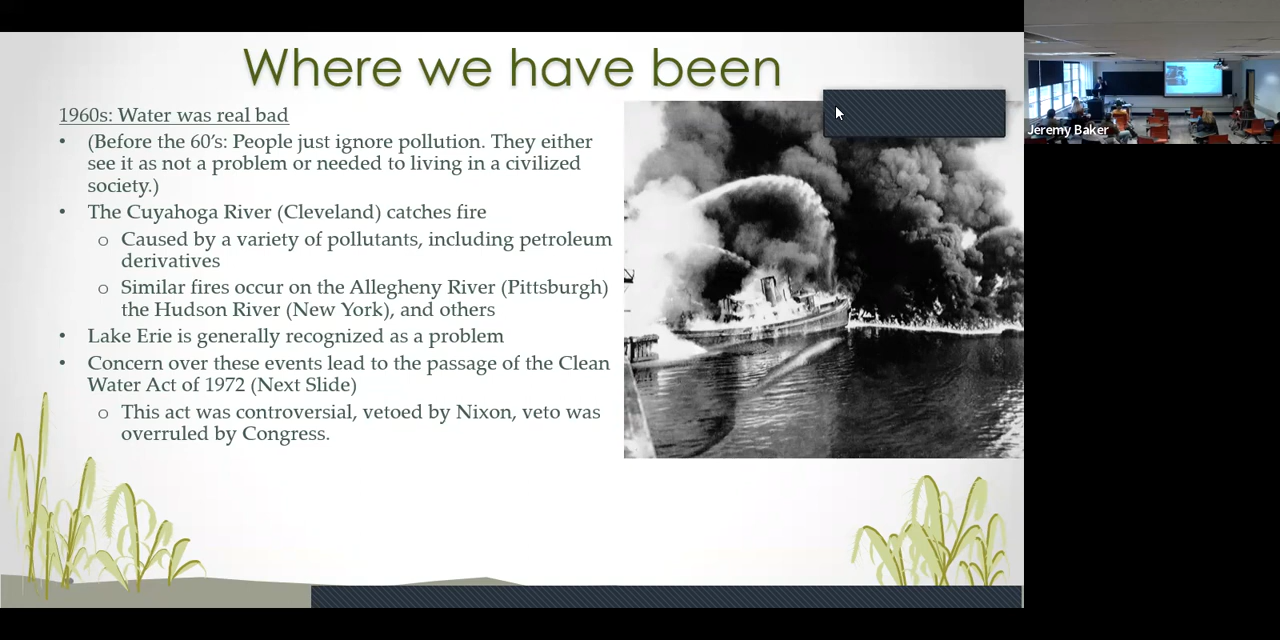 Where we have been
1960s: Water was real bad
• (Before the 60’s: People just ignore pollution. They either
see it as not a problem or needed to living in a civilized
society.)
• The Cuyahoga River (Cleveland) catches fire
o Caused by a variety of pollutants, including petroleum
derivatives
o Similar fires occur on the Allegheny River (Pittsburgh)
the Hudson River (New York), and others
• Lake Erie is generally recognized as a problem
• Concern over these events lead to the passage of the Clean
Water Act of 1972 (Next Slide)
o This act was controversial, vetoed by Nixon, veto was
overruled by Congress.
Jeremy Baker